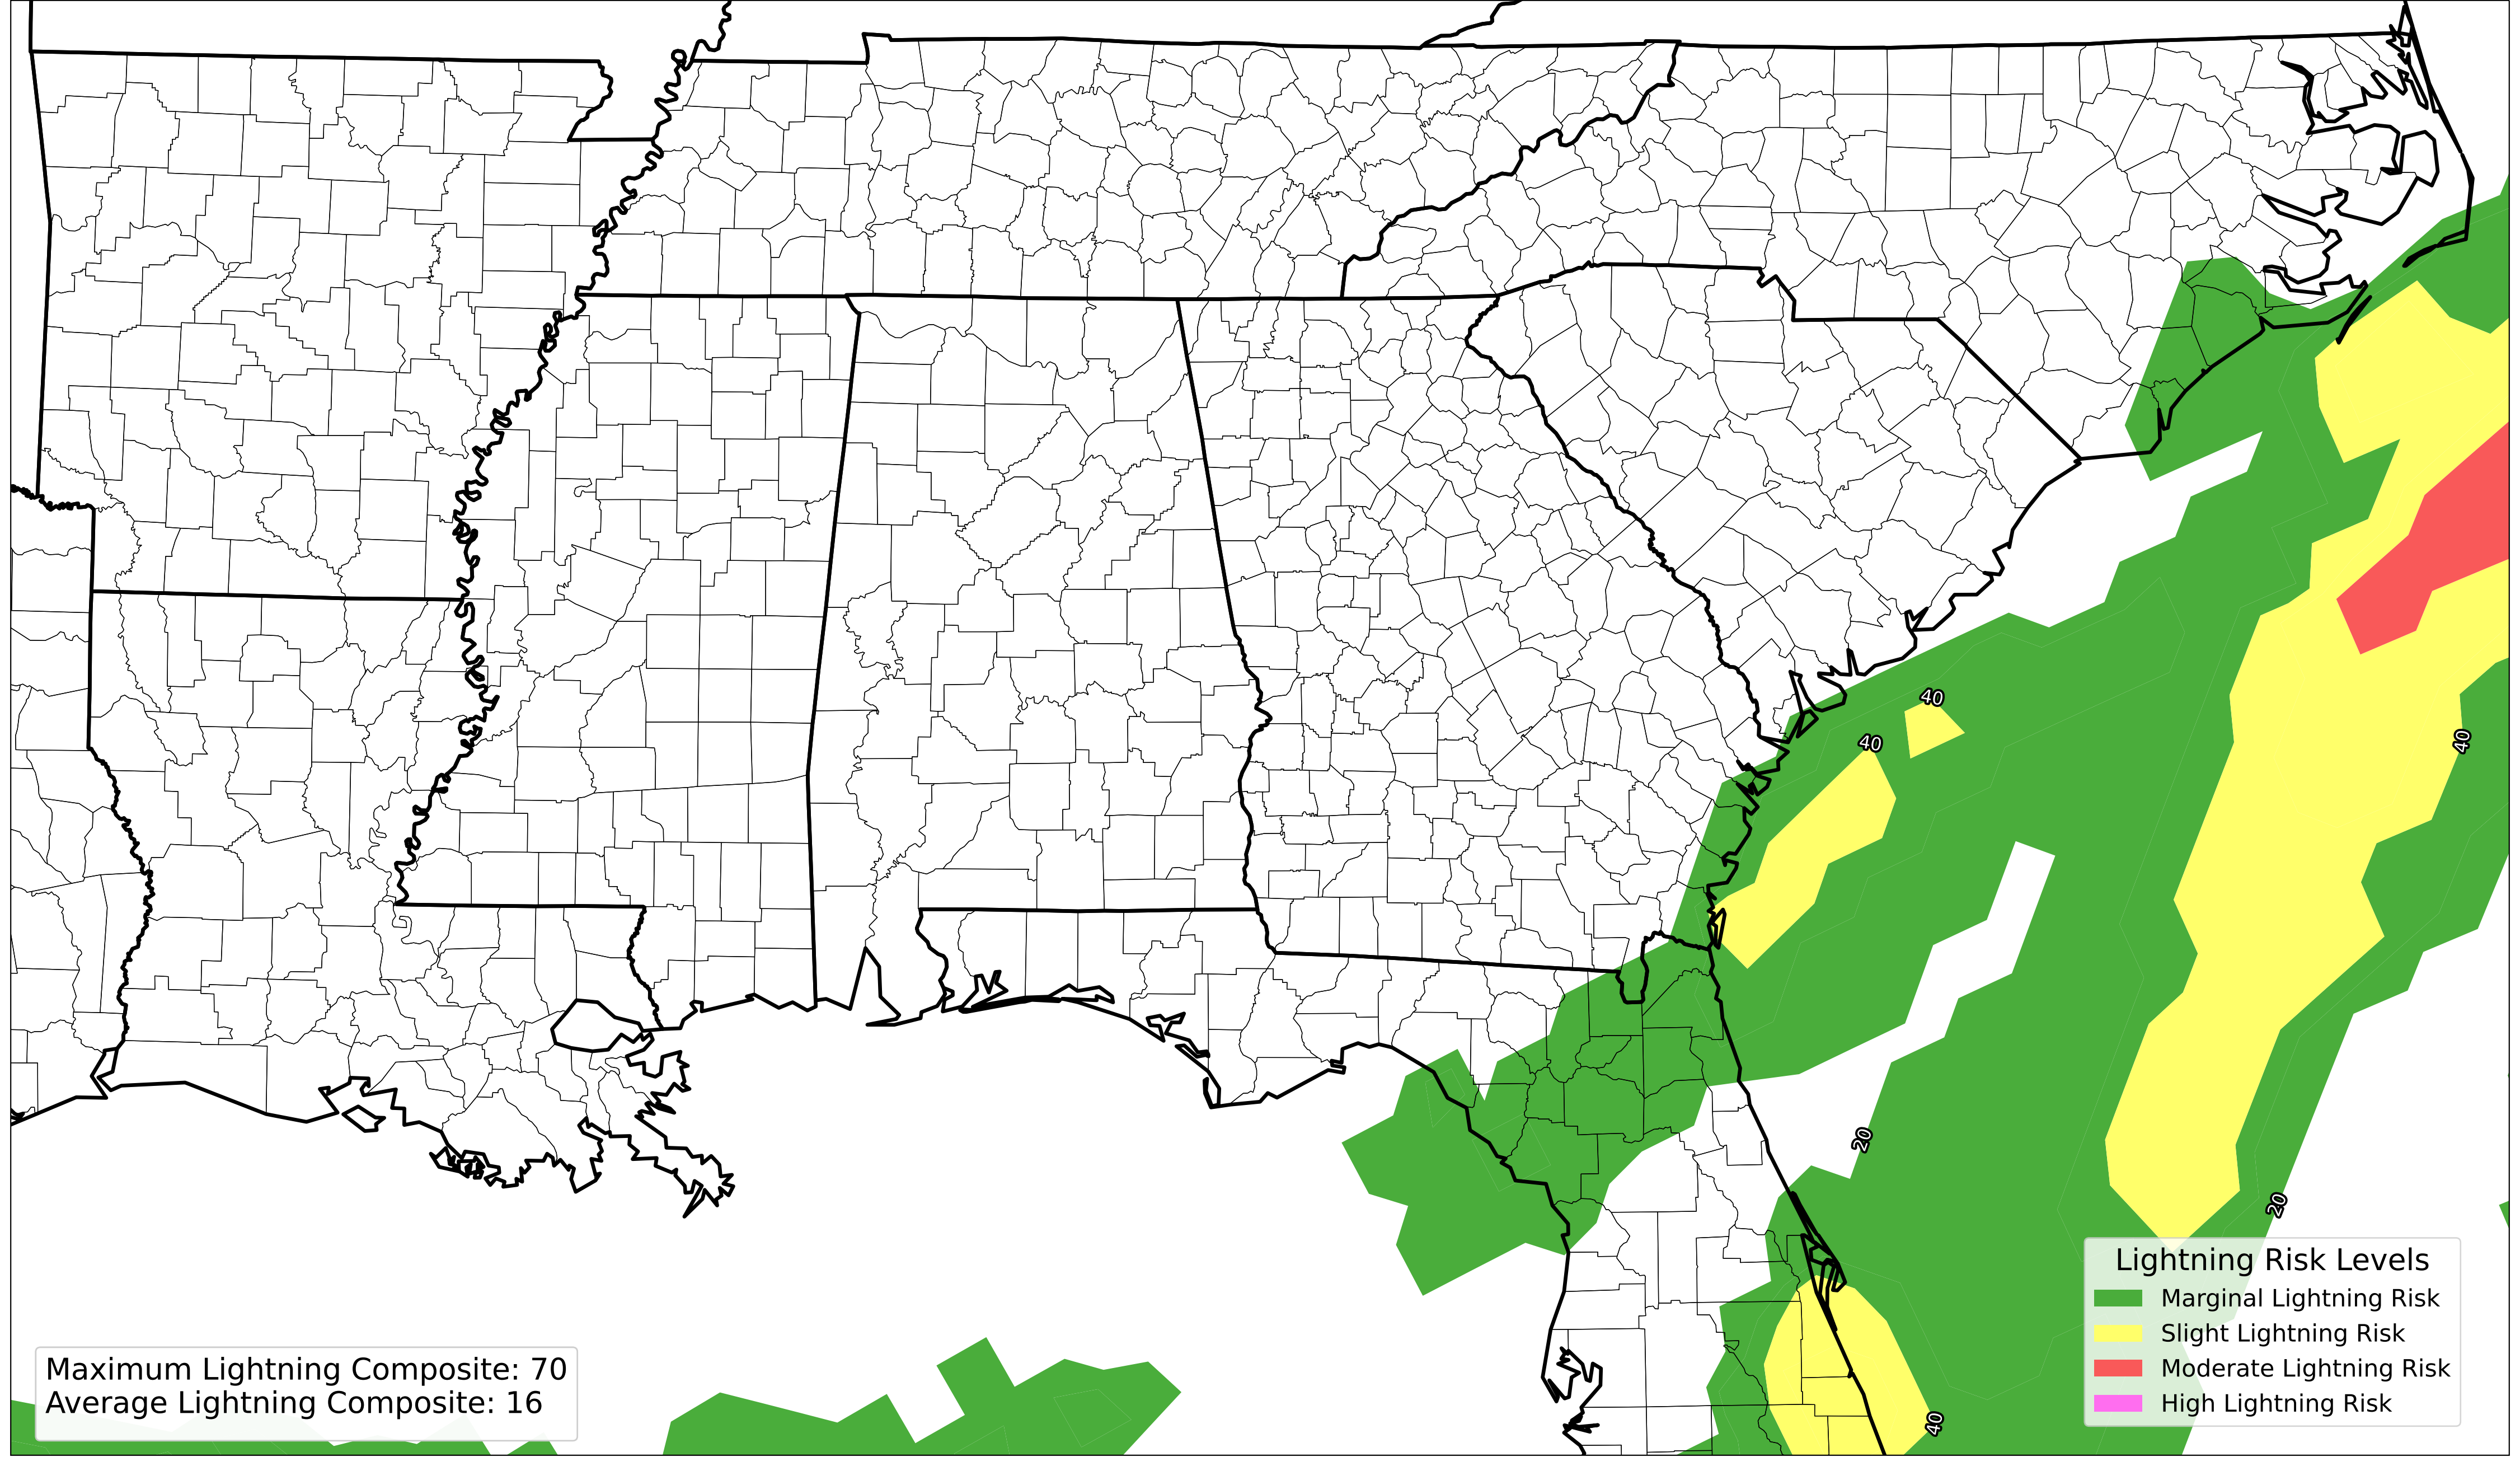 40
40
40
20
20
40
Lightning Risk Levels
Marginal Lightning Risk
Slight Lightning Risk
Moderate Lightning Risk
High Lightning Risk
Maximum Lightning Composite: 70
Average Lightning Composite: 16